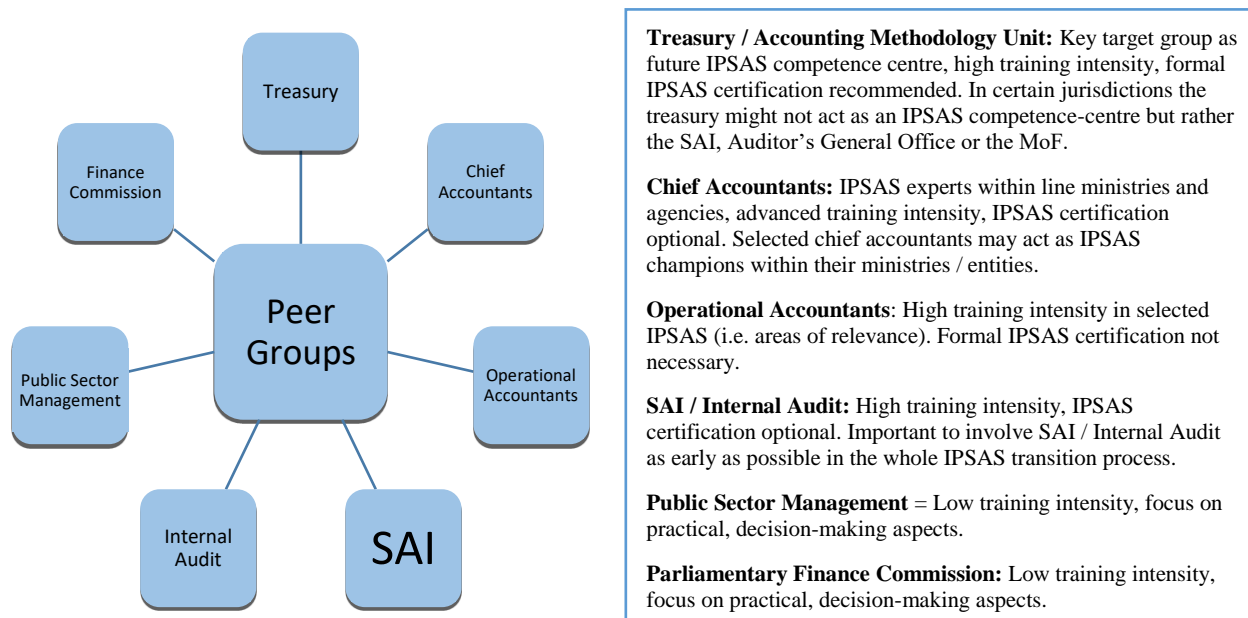 Treasury
Finance
Commission
Chief
Accountants
Peer
Groups
Public Sector
Management
Operational
Accountants
Internal
Audit
SAI
Treasury / Accounting Methodology Unit: Key target group as
future IPSAS competence centre, high training intensity, formal
IPSAS certification recommended. In certain jurisdictions the
treasury might not act as an IPSAS competence-centre but rather
the SAI, Auditor's General Office or the MoF.
Chief Accountants: IPSAS experts within line ministries and
agencies, advanced training intensity, IPSAS certification
optional. Selected chief accountants may act as IPSAS
champions within their ministries / entities.
Operational Accountants: High training intensity in selected
IPSAS (i.e. areas of relevance). Formal IPSAS certification not
necessary.
SAI / Internal Audit: High training intensity, IPSAS
certification optional. Important to involve SAI / Internal Audit
as early as possible in the whole IPSAS transition process.
Public Sector Management = Low training intensity, focus on
practical, decision-making aspects.
Parliamentary Finance Commission: Low training intensity,
focus on practical, decision-making aspects.